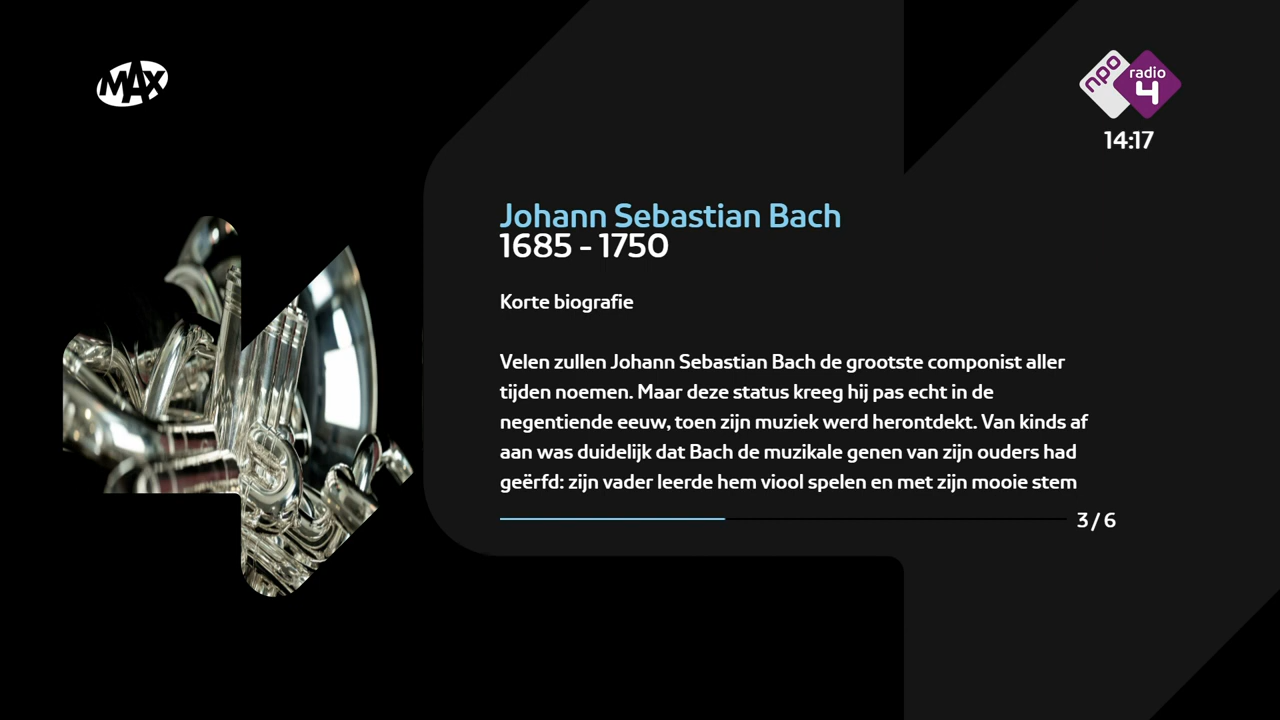 MAX
npo radio 4
14:17
Johann Sebastian Bach
1685 - 1750
Korte biografie
Velen zullen Johann Sebastian Bach de grootste componist aller
tijden noemen. Maar deze status kreeg hij pas echt in de
negentiende eeuw, toen zijn muziek werd herontdekt. Van kinds af
aan was duidelijk dat Bach de muzikale genen van zijn ouders had
geërfd: zijn vader leerde hem viool spelen en met zijn mooie stem
3 / 6